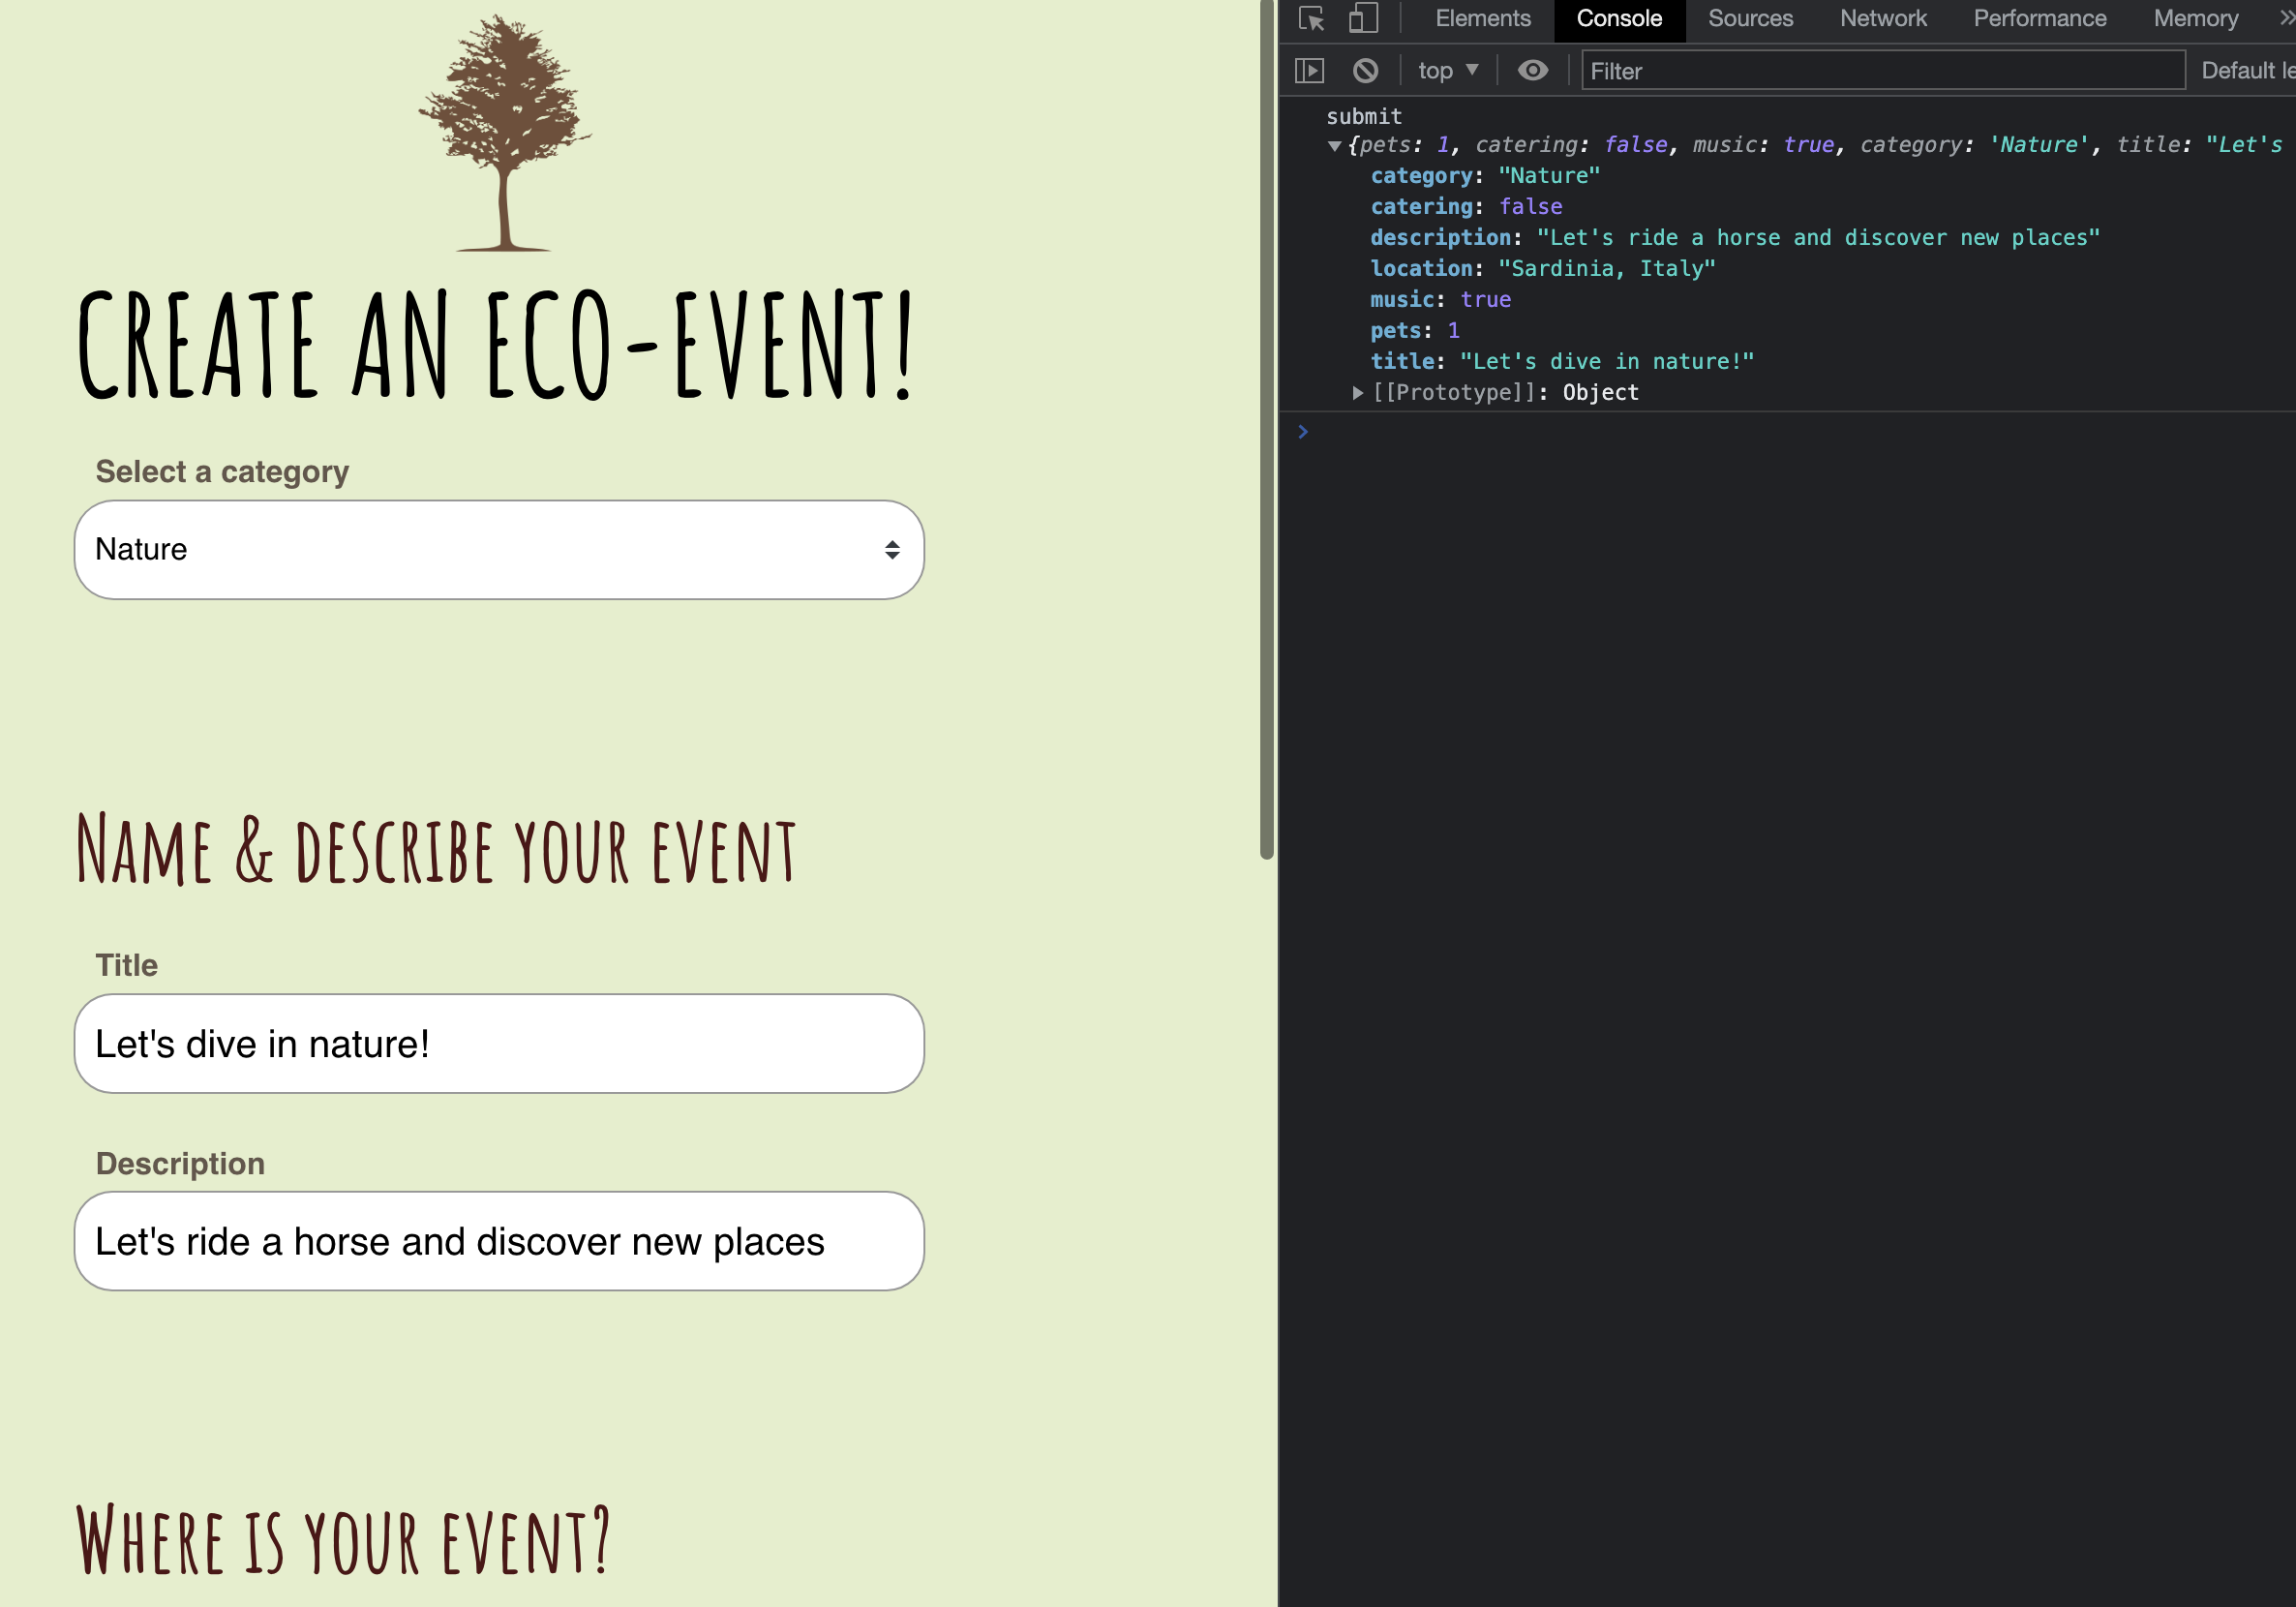 CREATE AN ECO-EVENT!
Select a category
Nature
NAME & DESCRIBE YOUR EVENT
Title
Let's dive in nature!
Description
Let's ride a horse and discover new places
WHERE IS YOUR EVENT?
Elements Console Sources Network Performance Memory »
top Filter Default le
submit
{pets: 1, catering: false, music: true, category: 'Nature', title: "Let's
category: "Nature"
catering: false
description: "Let's ride a horse and discover new places"
location: "Sardinia, Italy"
music: true
pets: 1
title: "Let's dive in nature!"
[[Prototype]]: Object